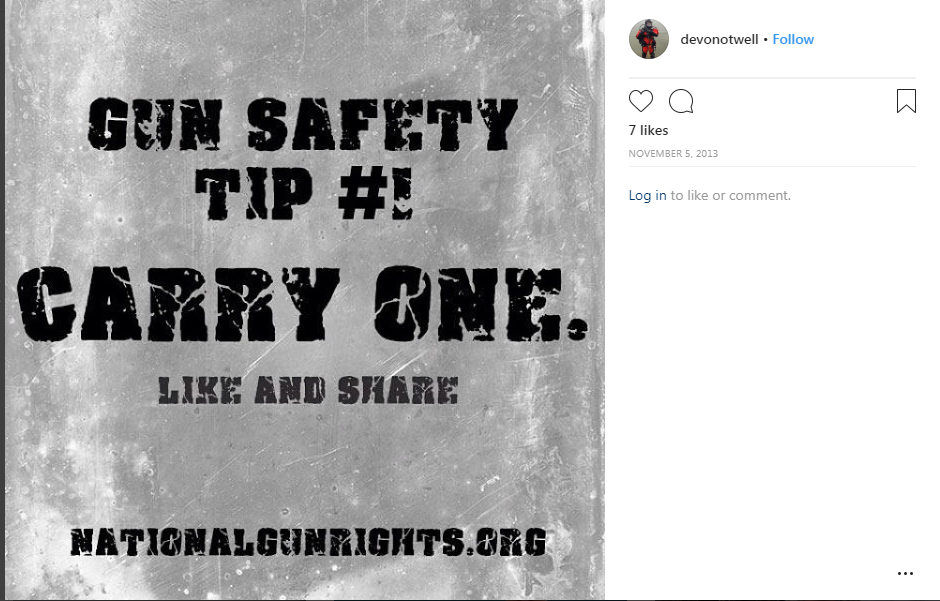 GUN SAFETY
TIP #!
CARRY ONE.
LIKE AND SHARE
NATIONALGUNRIGHTS.ORG
devonotwell • Follow
7 likes
NOVEMBER 5, 2013
Log in to like or comment.